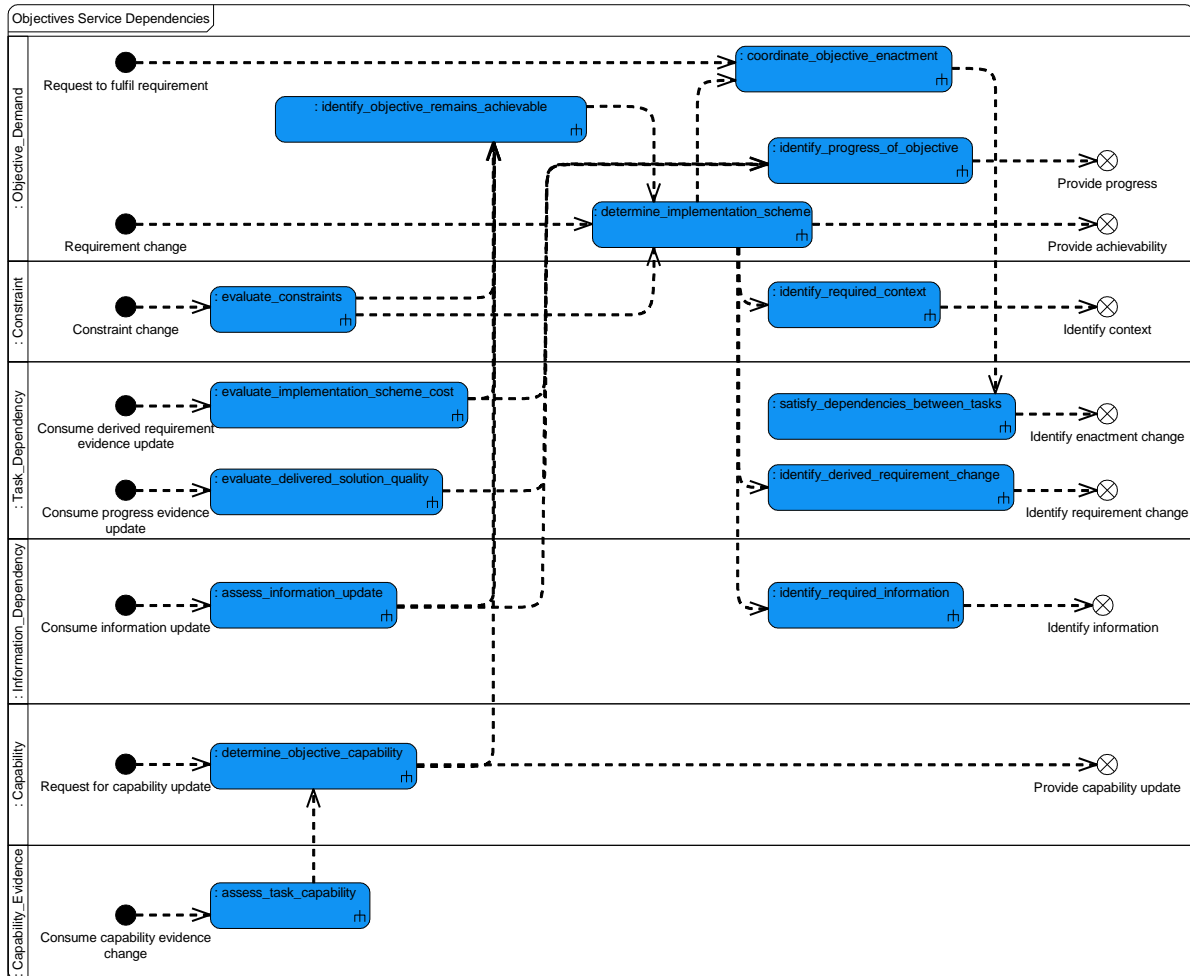 Objectives Service Dependencies
: Objective_Demand
Request to fulfil requirement
: coordinate_objective_enactment
: identify_objective_remains_achievable
: identify_progress_of_objective
Provide progress
: determine_implementation_scheme
Requirement change
Provide achievability
: Constraint
: evaluate_constraints
Constraint change
: identify_required_context
Identify context
: Task_Dependency
: evaluate_implementation_scheme_cost
Consume derived requirement
evidence update
: satisfy_dependencies_between_tasks
Identify enactment change
: evaluate_delivered_solution_quality
Consume progress evidence
update
: identify_derived_requirement_change
Identify requirement change
: Information_Dependency
: assess_information_update
Consume information update
: identify_required_information
Identify information
: Capability
: determine_objective_capability
Request for capability update
Provide capability update
: Capability_Evidence
: assess_task_capability
Consume capability evidence
change